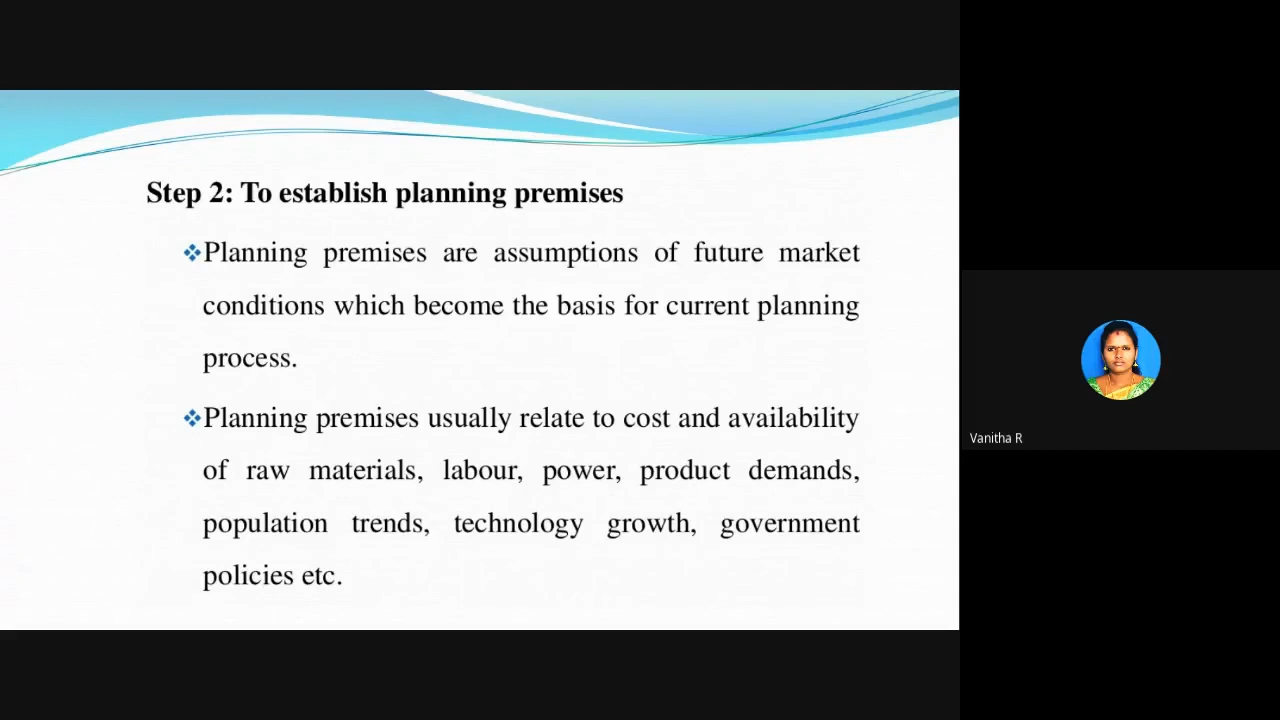 Step 2: To establish planning premises
❖Planning premises are assumptions of future market
conditions which become the basis for current planning
process.
❖Planning premises usually relate to cost and availability
of raw materials, labour, power, product demands,
population trends, technology growth, government
policies etc.
Vanitha R